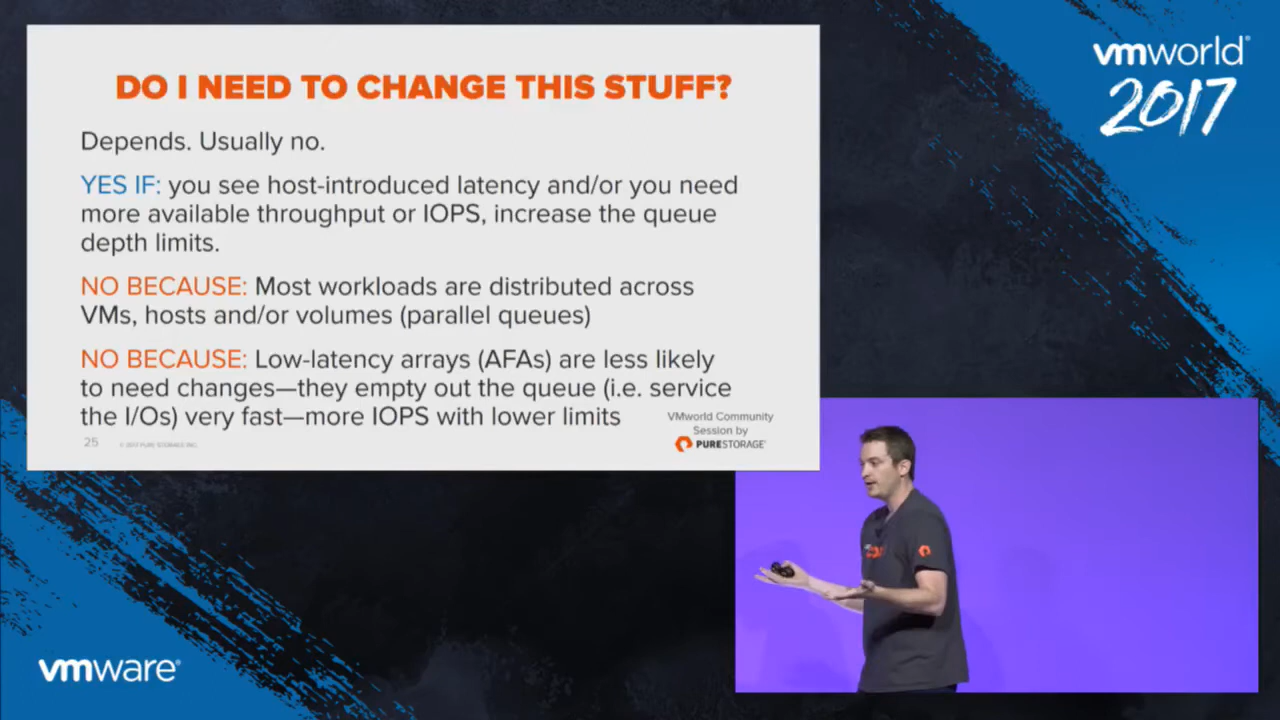 DO I NEED TO CHANGE THIS STUFF?
Depends. Usually no.
YES IF: you see host-introduced latency and/or you need
more available throughput or IOPS, increase the queue
depth limits.
NO BECAUSE: Most workloads are distributed across
VMs, hosts and/or volumes (parallel queues)
NO BECAUSE: Low-latency arrays (AFAs) are less likely
to need changes—they empty out the queue (i.e. service
the I/Os) very fast—more IOPS with lower limits
25
© 2017 PURE STORAGE INC.
VMworld Community
Session by
PURESTORAGE®
vmworld®
2017
vmware®